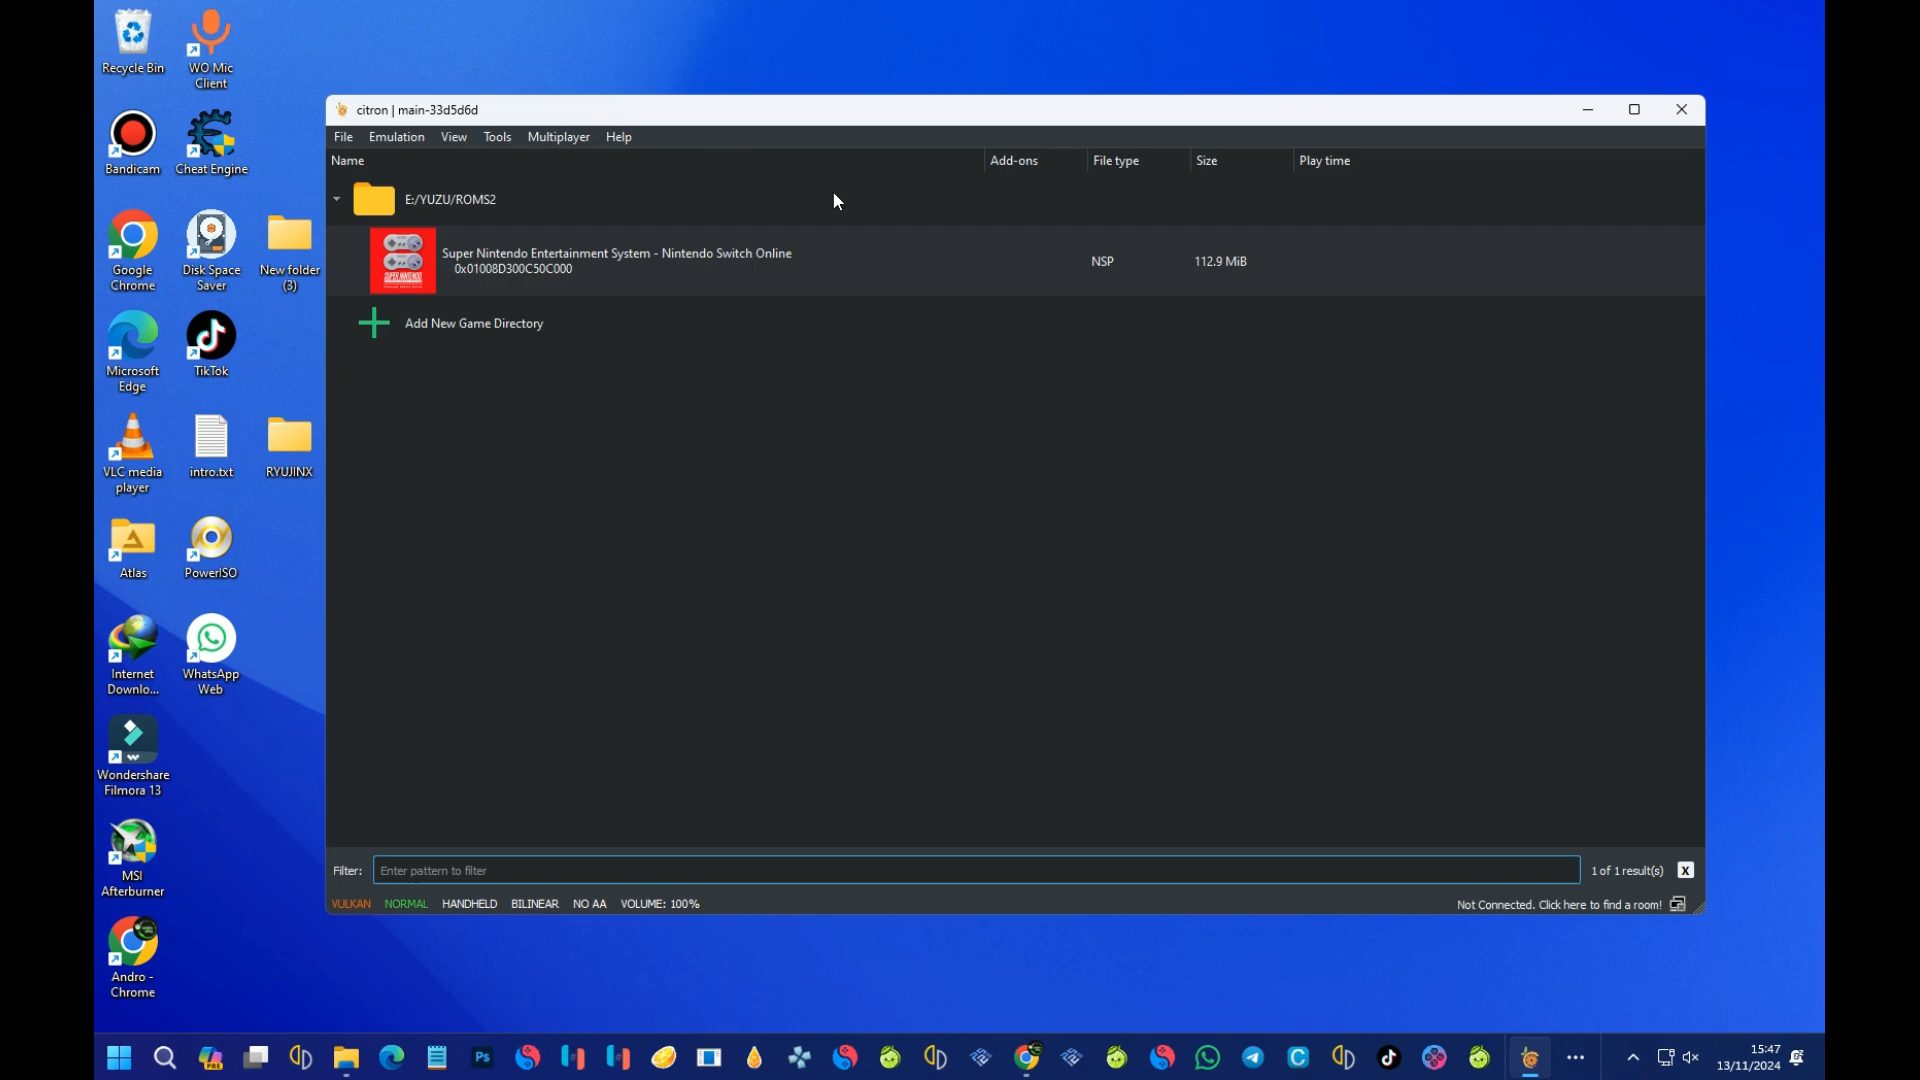 Recycle Bin
WO Mic
Client
Bandicam
Cheat Engine
Google
Chrome
Disk Space
Saver
New folder
(3)
Microsoft
Edge
TikTok
VLC media
player
intro.txt
RYUJINX
Atlas
PowerISO
Internet
Downlo...
WhatsApp
Web
Wondershare
Filmora 13
MSI
Afterburner
Andro -
Chrome
citron | main-33d5d6d
File Emulation View Tools Multiplayer Help
Name Add-ons File type Size Play time
E:/YUZU/ROMS2
Super Nintendo Entertainment System - Nintendo Switch Online NSP 112.9 MiB
0x01008D300C50C000
Add New Game Directory
Filter: Enter pattern to filter 1 of 1 result(s) X
VULKAN NORMAL HANDHELD BILINEAR NO AA VOLUME: 100% Not Connected. Click here to find a room!
PRE
Ps
C
15:47
13/11/2024